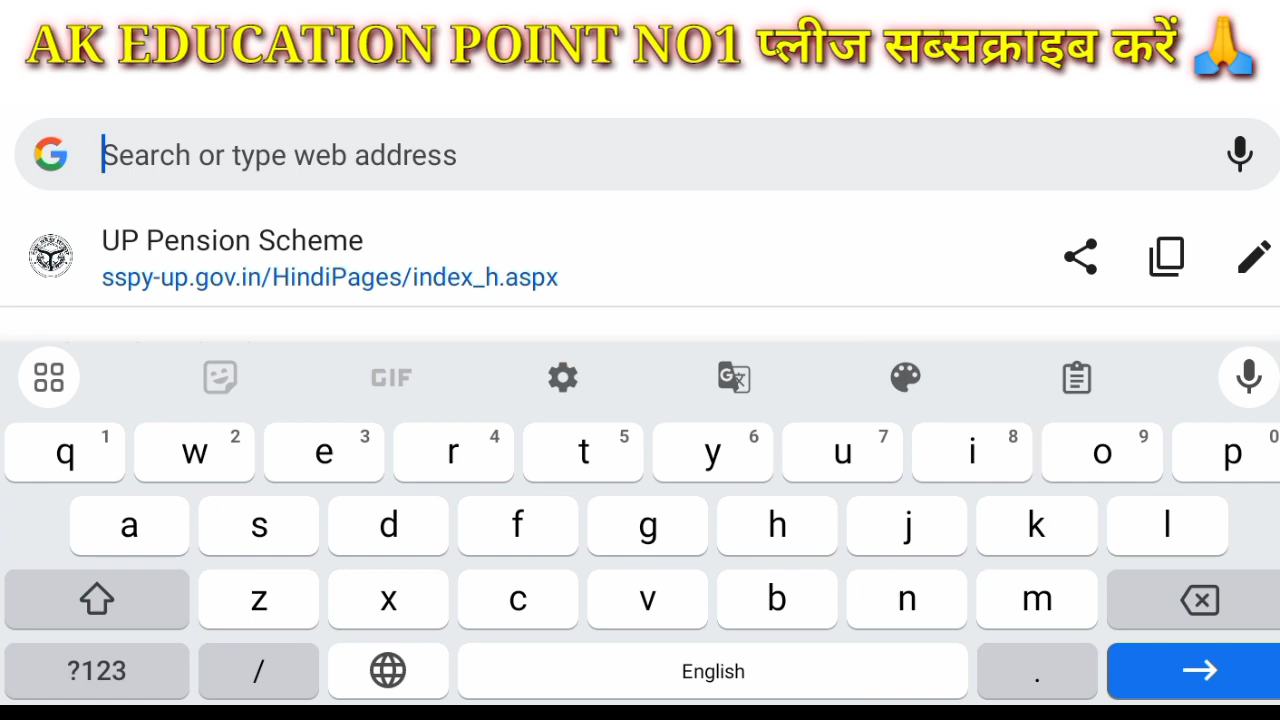 AK EDUCATION POINT NO1 प्लीज सब्सक्राइब करें 🙏
Search or type web address
UP Pension Scheme
sspy-up.gov.in/HindiPages/index_h.aspx
GIF
q 1 w 2 e 3 r 4 t 5 y 6 u 7 i 8 o 9 p 0
a s d f g h j k l
z x c v b n m
?123 / English .